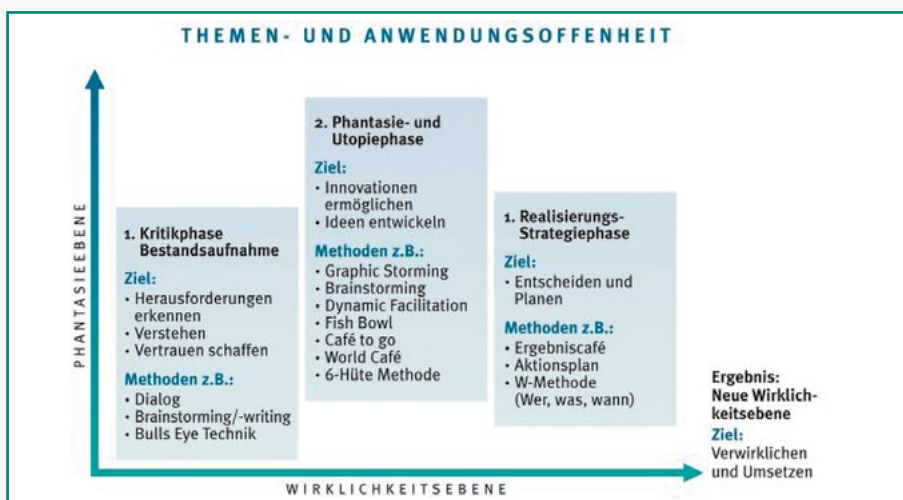 THEMEN- UND ANWENDUNGSOFFENHEIT
PHANTASIEEBENE
1. Kritikphase
Bestandsaufnahme
Ziel:
• Herausforderungen
erkennen
• Verstehen
• Vertrauen schaffen
Methoden z.B.:
• Dialog
• Brainstorming/-writing
• Bulls Eye Technik
2. Phantasie- und
Utopiephase
Ziel:
• Innovationen
ermöglichen
• Ideen entwickeln
Methoden z.B.:
• Graphic Storming
• Brainstorming
• Dynamic Facilitation
• Fish Bowl
• Café to go
• World Café
• 6-Hüte Methode
1. Realisierungs-
Strategiephase
Ziel:
• Entscheiden und
Planen
Methoden z.B.:
• Ergebniscafé
• Aktionsplan
• W-Methode
(Wer, was, wann)
Ergebnis:
Neue Wirklich-
keitsebene
Ziel:
Verwirklichen
und Umsetzen
WIRKLICHKEITSEBENE